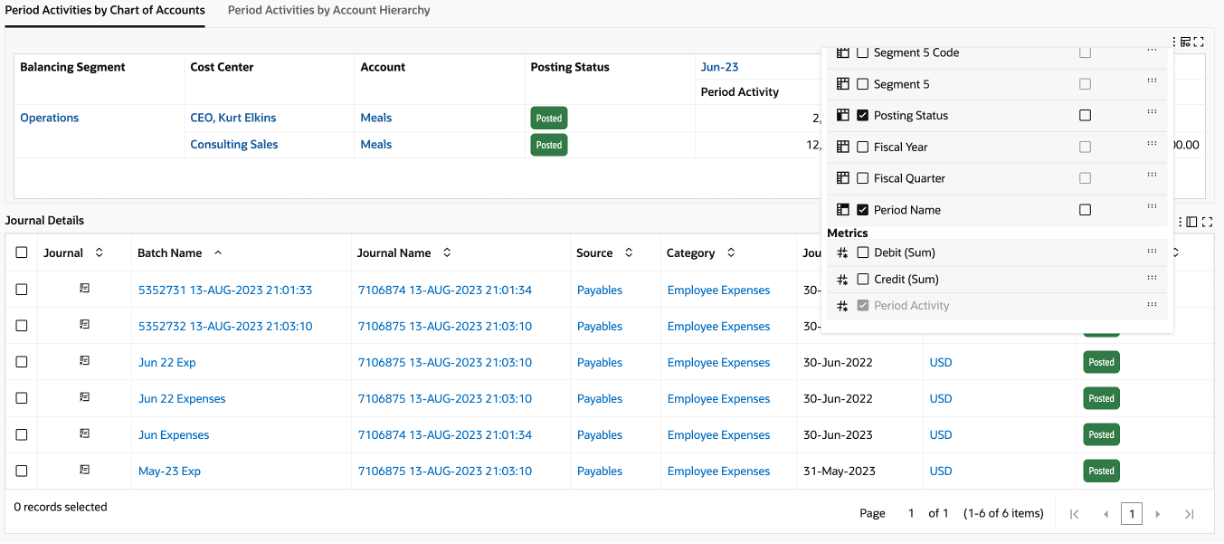 Period Activities by Chart of Accounts Period Activities by Account Hierarchy
Balancing Segment Cost Center Account Posting Status Jun-23
Period Activity
Operations CEO, Kurt Elkins Meals Posted 2,
Consulting Sales Meals Posted 12, 00.00
Segment 5 Code
Segment 5
Posting Status
Fiscal Year
Fiscal Quarter
Period Name
Metrics
Debit (Sum)
Credit (Sum)
Period Activity
Journal Details
Journal Batch Name Journal Name Source Category Jou
5352731 13-AUG-2023 21:01:33 7106874 13-AUG-2023 21:01:34 Payables Employee Expenses 30-
5352732 13-AUG-2023 21:03:10 7106875 13-AUG-2023 21:03:10 Payables Employee Expenses 30-
Jun 22 Exp 7106875 13-AUG-2023 21:03:10 Payables Employee Expenses 30-Jun-2022 USD Posted
Jun 22 Expenses 7106875 13-AUG-2023 21:03:10 Payables Employee Expenses 30-Jun-2022 USD Posted
Jun Expenses 7106874 13-AUG-2023 21:01:34 Payables Employee Expenses 30-Jun-2023 USD Posted
May-23 Exp 7106875 13-AUG-2023 21:03:10 Payables Employee Expenses 31-May-2023 USD Posted
0 records selected
Page 1 of 1 (1-6 of 6 items) 1